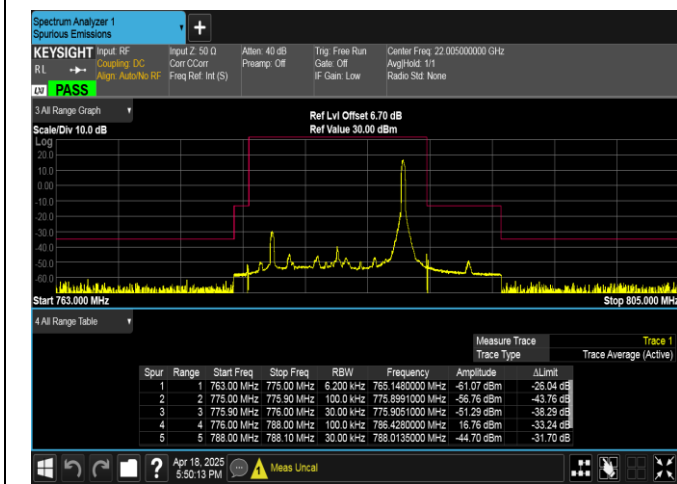 Spectrum Analyzer 1
Spurious Emissions
+
KEYSIGHT Input: RF Input Z: 50 Ω Atten: 40 dB Trig: Free Run Center Freq: 22.005000000 GHz
RL Coupling: DC Corr CCorr Preamp: Off Gate: Off Avg|Hold: 1/1
Align: Auto/No RF Freq Ref: Int (S) IF Gain: Low Radio Std: None
LXI PASS
3 All Range Graph
Ref Lvl Offset 6.70 dB
Scale/Div 10.0 dB Ref Value 30.00 dBm
Log
20.0
10.0
0.00
-10.0
-20.0
-30.0
-40.0
-50.0
-60.0
Start 763.000 MHz Stop 805.000 MHz
4 All Range Table
Measure Trace Trace 1
Trace Type Trace Average (Active)
Spur Range Start Freq Stop Freq RBW Frequency Amplitude ΔLimit
1 1 763.00 MHz 775.00 MHz 6.200 kHz 765.1480000 MHz -61.07 dBm -26.04 dB
2 2 775.00 MHz 775.90 MHz 100.0 kHz 775.8991000 MHz -56.76 dBm -43.76 dB
3 3 775.90 MHz 776.00 MHz 30.00 kHz 775.9051000 MHz -51.29 dBm -38.29 dB
4 4 776.00 MHz 788.00 MHz 100.0 kHz 786.4280000 MHz 16.76 dBm -33.24 dB
5 5 788.00 MHz 788.10 MHz 30.00 kHz 788.0135000 MHz -44.70 dBm -31.70 dB
? Apr 18, 2025
5:50:13 PM
Meas Uncal